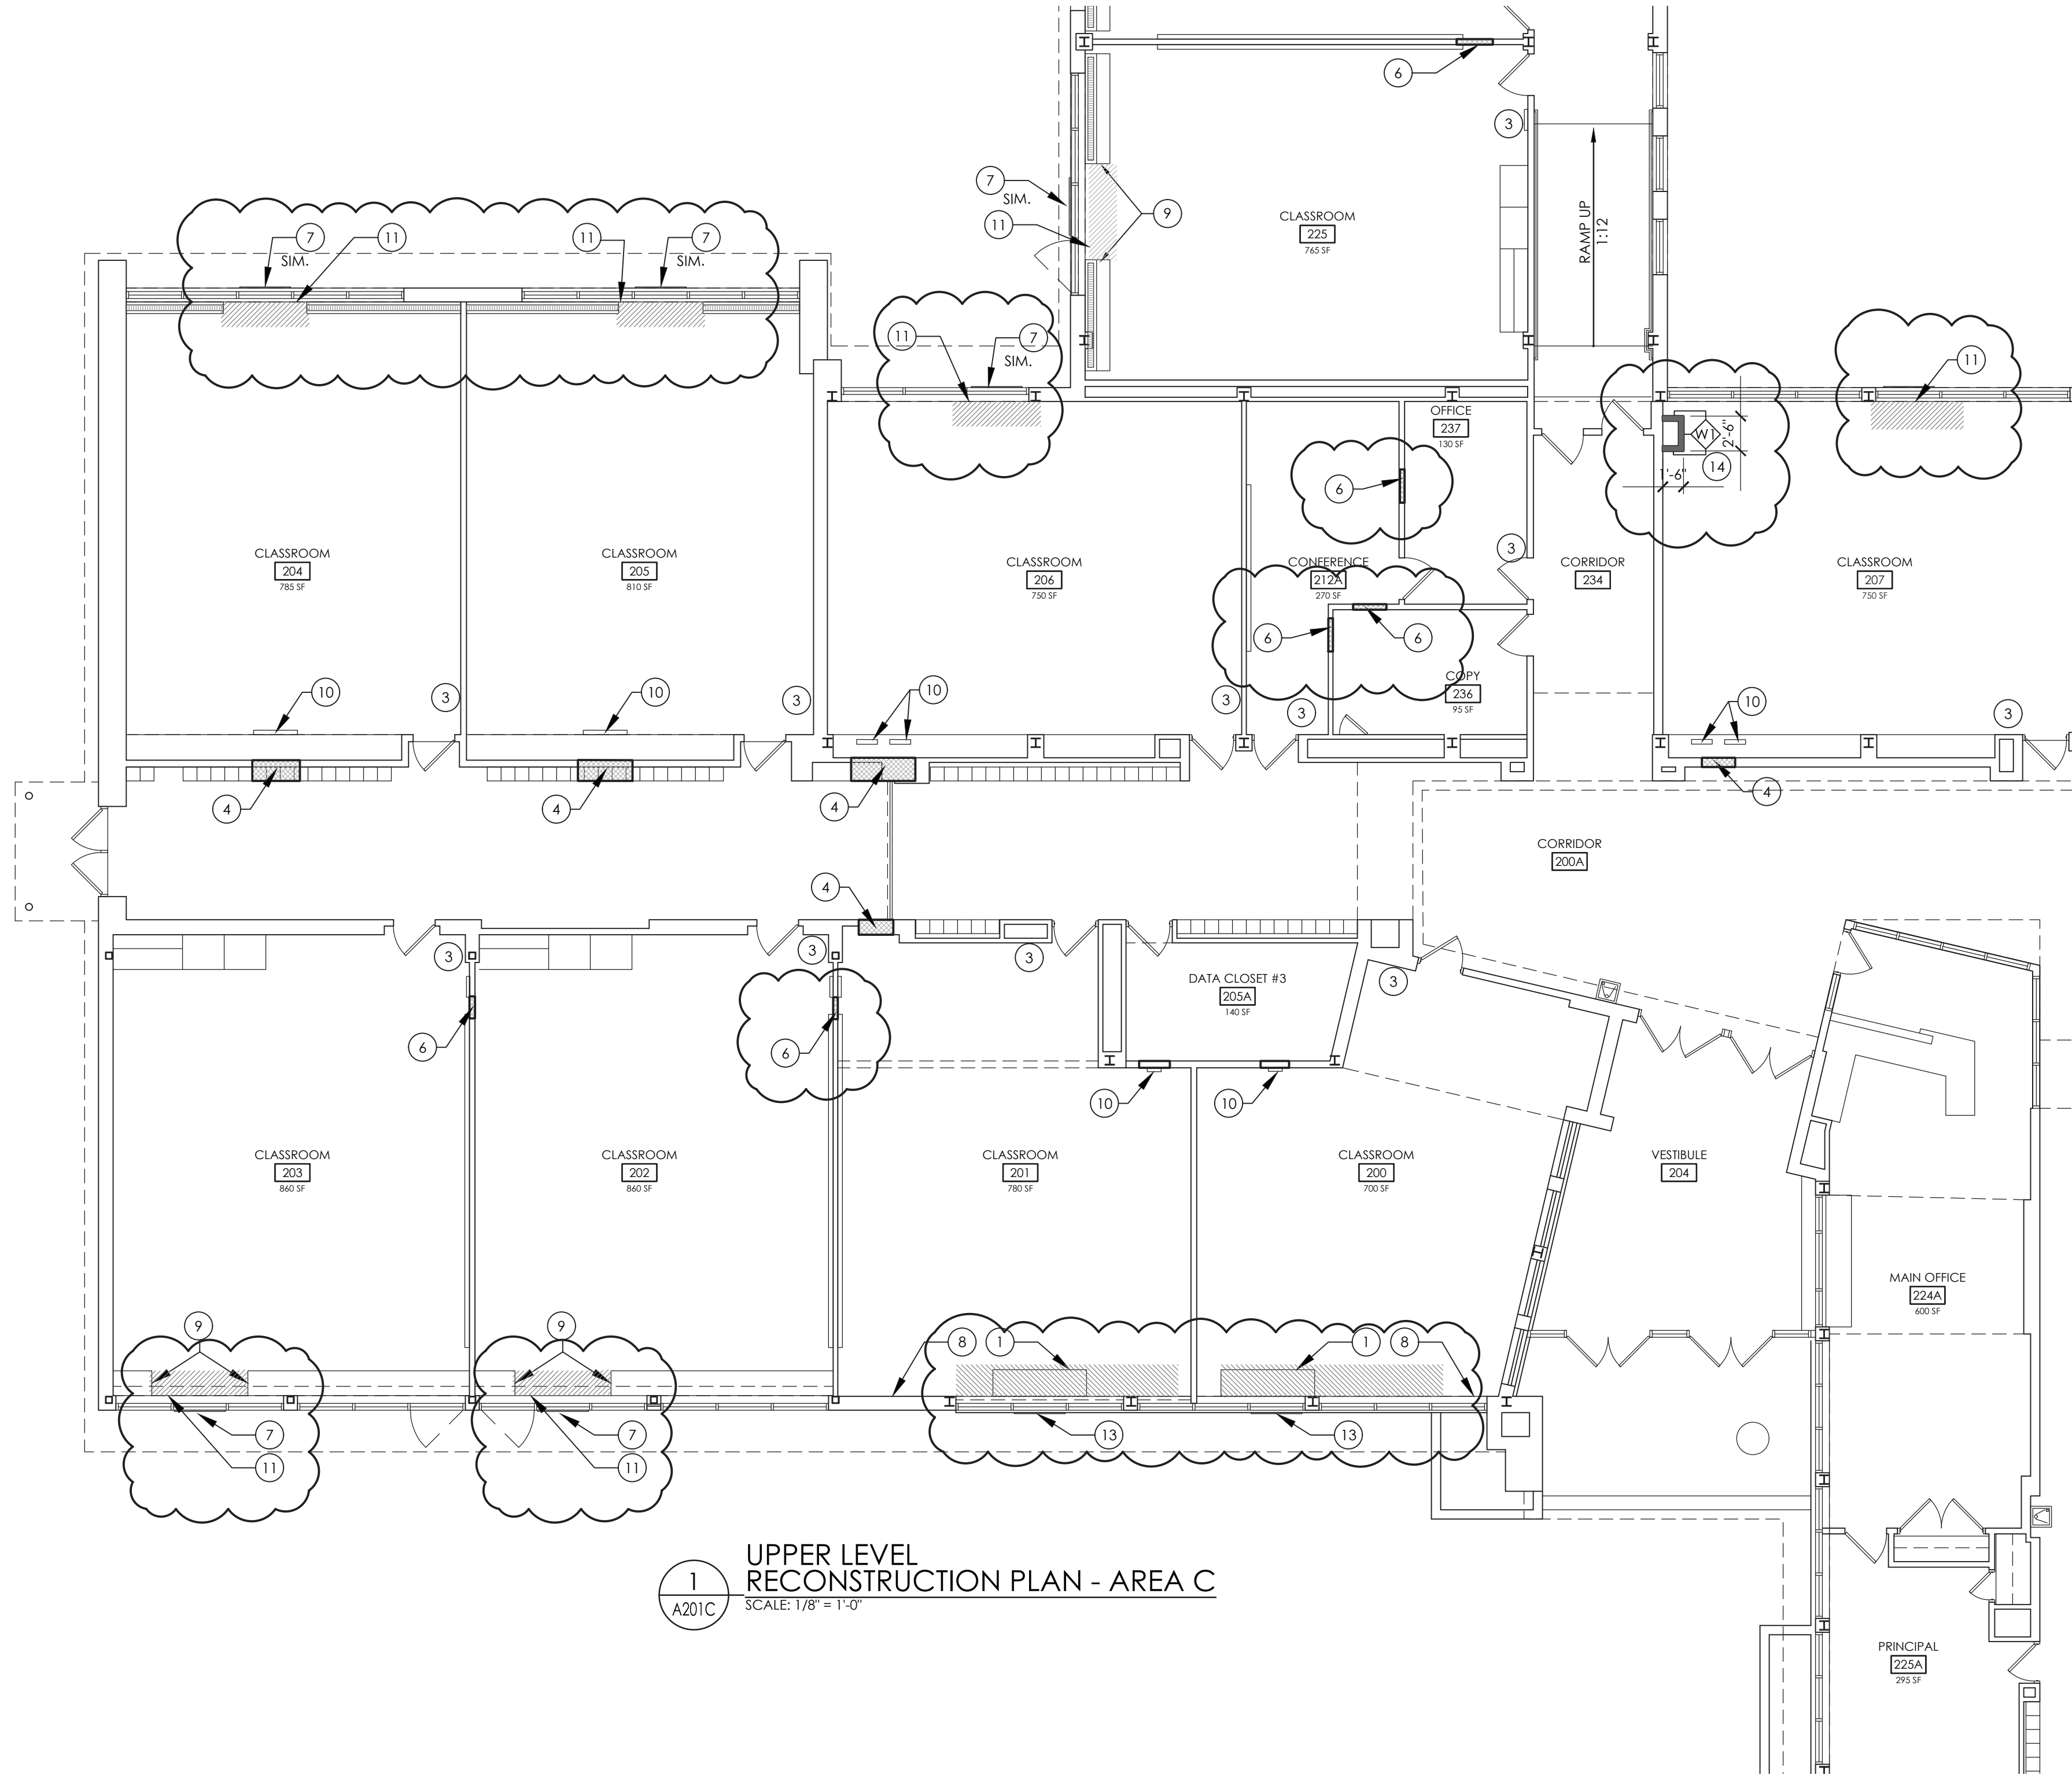 6
3
7
SIM.
11
9
CLASSROOM
225
765 SF
RAMP UP
1:12
7
SIM.
11
11
7
SIM.
11
7
SIM.
11
OFFICE
237
130 SF
W1
2'-6"
14
1'-6"
6
3
CLASSROOM
204
785 SF
CLASSROOM
205
810 SF
CLASSROOM
206
750 SF
CONFERENCE
212A
270 SF
CORRIDOR
234
CLASSROOM
207
750 SF
6
6
COPY
236
95 SF
10
3
10
3
10
3
3
10
3
4
4
4
4
CORRIDOR
200A
4
3
3
3
3
DATA CLOSET #3
205A
140 SF
6
6
10
10
CLASSROOM
203
860 SF
CLASSROOM
202
860 SF
CLASSROOM
201
780 SF
CLASSROOM
200
700 SF
VESTIBULE
204
MAIN OFFICE
224A
600 SF
9
9
8
1
1
8
7
7
13
13
11
11
UPPER LEVEL
1
RECONSTRUCTION PLAN - AREA C
A201C
SCALE: 1/8" = 1'-0"
PRINCIPAL
225A
295 SF